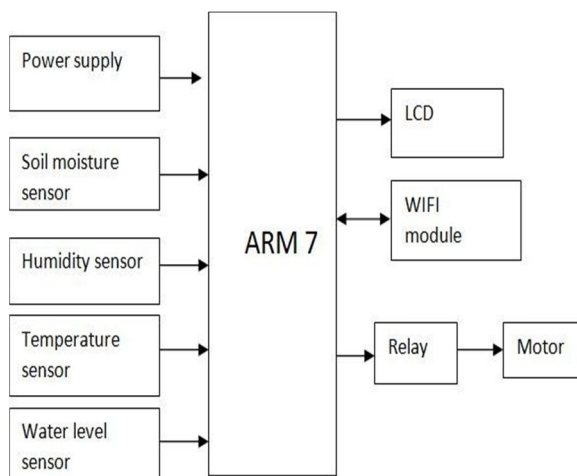 Power supply
Soil moisture
sensor
Humidity sensor
Temperature
sensor
Water level
sensor
ARM 7
LCD
WIFI
module
Relay
Motor